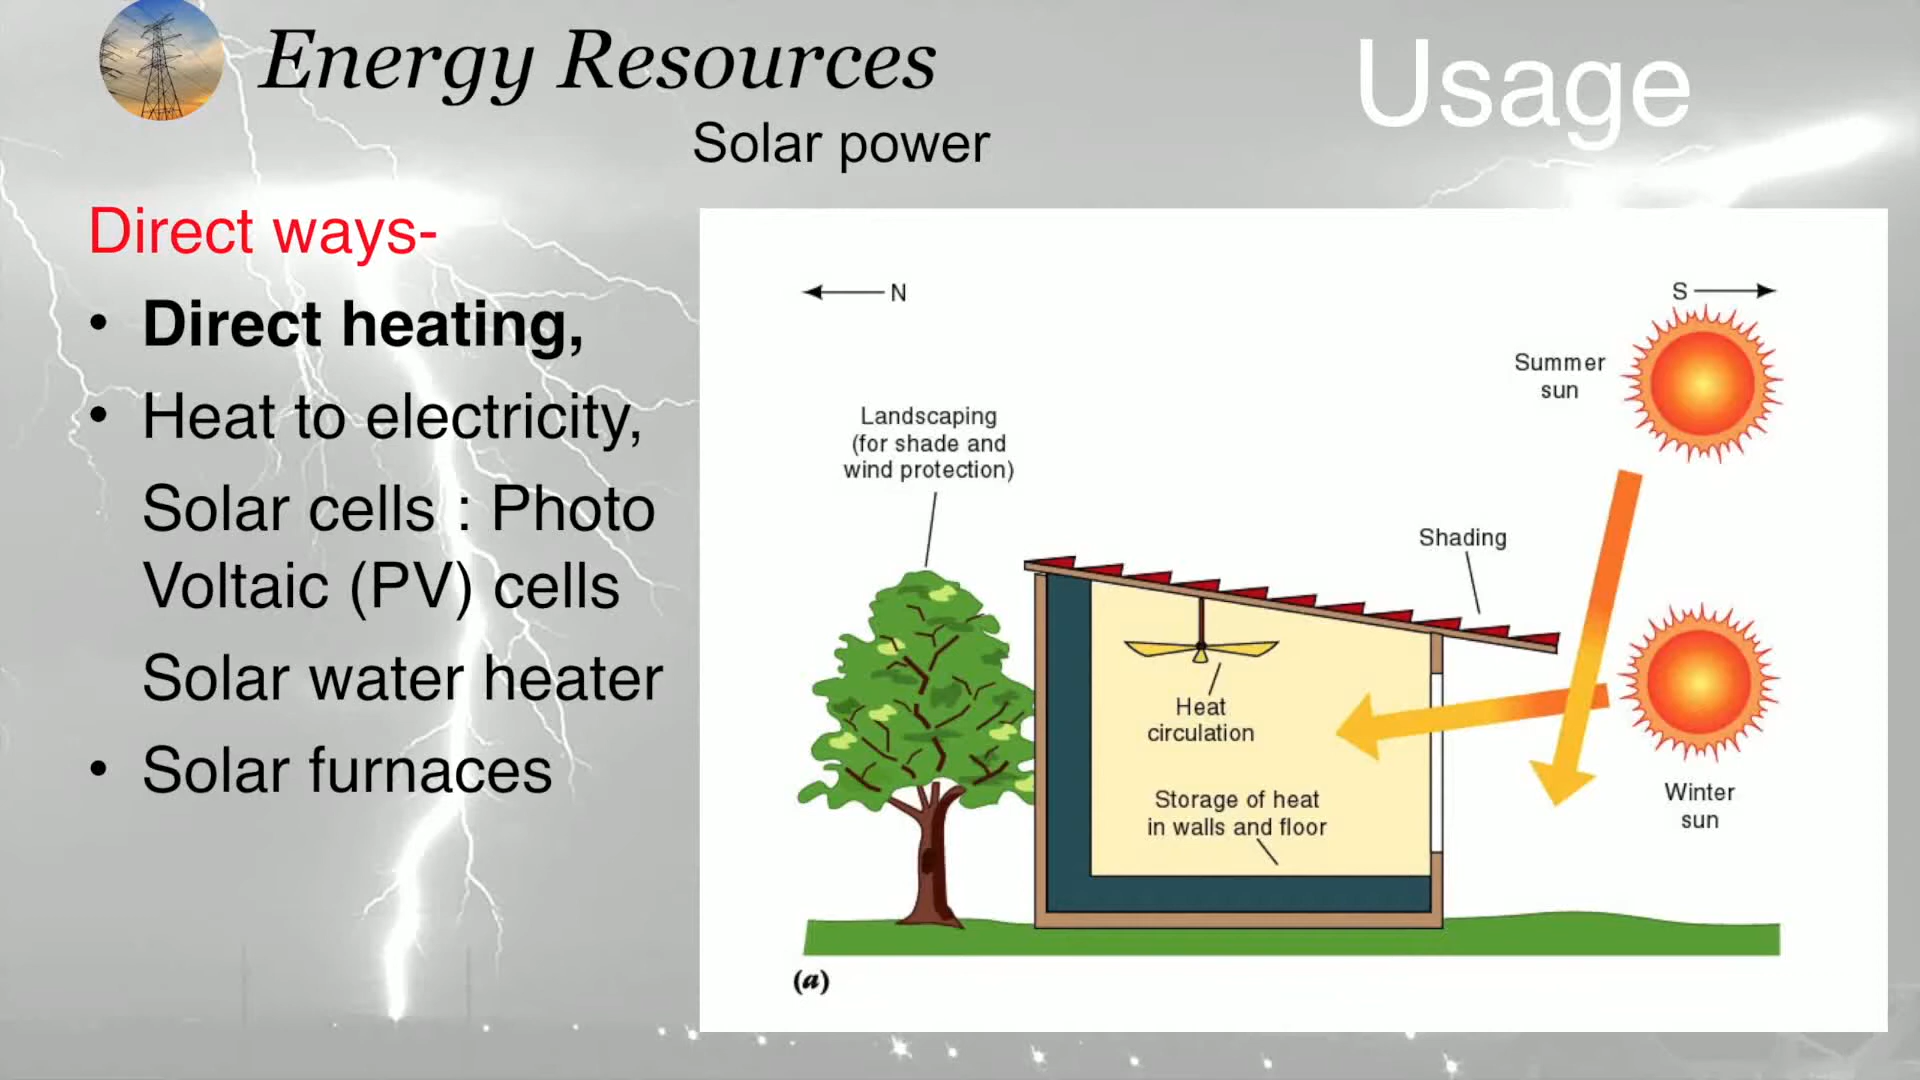 Energy Resources
Usage
Solar power
Direct ways-
• Direct heating,
• Heat to electricity,
Solar cells : Photo
Voltaic (PV) cells
Solar water heater
• Solar furnaces
N
S
Summer
sun
Landscaping
(for shade and
wind protection)
Shading
Heat
circulation
Storage of heat
in walls and floor
Winter
sun
(a)